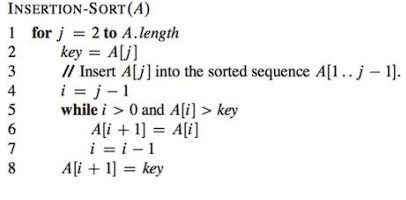 INSERTION-SORT(A)
1 for j = 2 to A.length
2 key = A[j]
3 // Insert A[j] into the sorted sequence A[1 . . j − 1].
4 i = j − 1
5 while i > 0 and A[i] > key
6 A[i + 1] = A[i]
7 i = i − 1
8 A[i + 1] = key